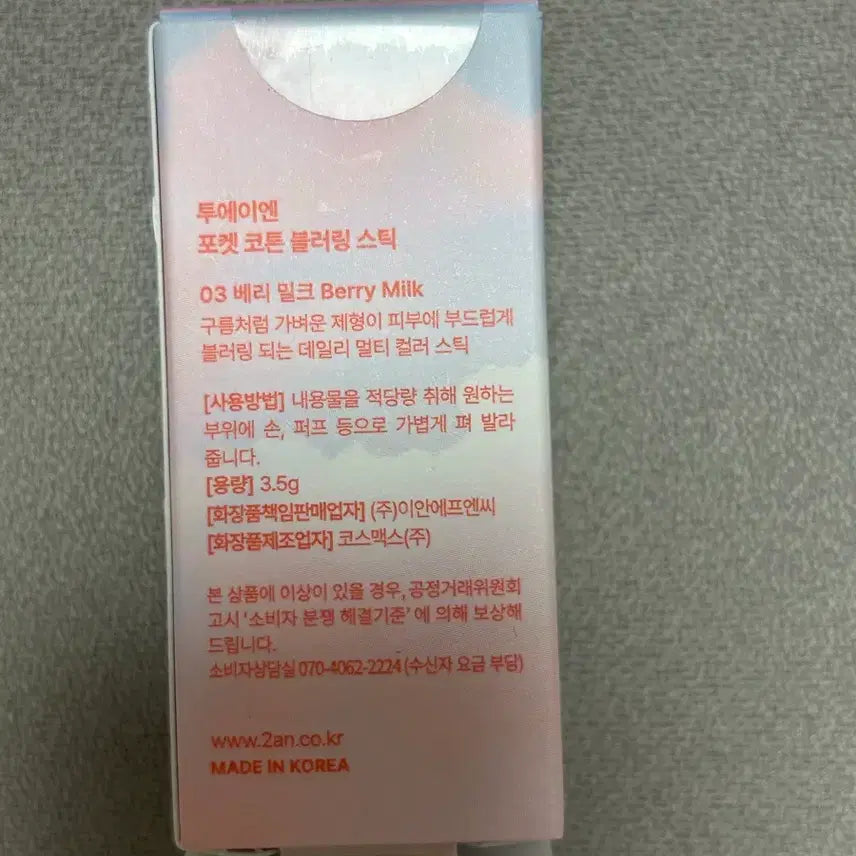 투에이엔
포켓 코튼 블러링 스틱
03 베리 밀크 Berry Milk
구름처럼 가벼운 제형이 피부에 부드럽게
블러링 되는 데일리 멀티 컬러 스틱
[사용방법] 내용물을 적당량 취해 원하는
부위에 손, 퍼프 등으로 가볍게 펴 발라
줍니다.
[용량] 3.5g
[화장품책임판매업자] (주)이안에프엔씨
[화장품제조업자] 코스맥스(주)
본 상품에 이상이 있을 경우, 공정거래위원회
고시 '소비자 분쟁 해결기준' 에 의해 보상해
드립니다.
소비자상담실 070-4062-2224 (수신자 요금 부담)
www.2an.co.kr
MADE IN KOREA